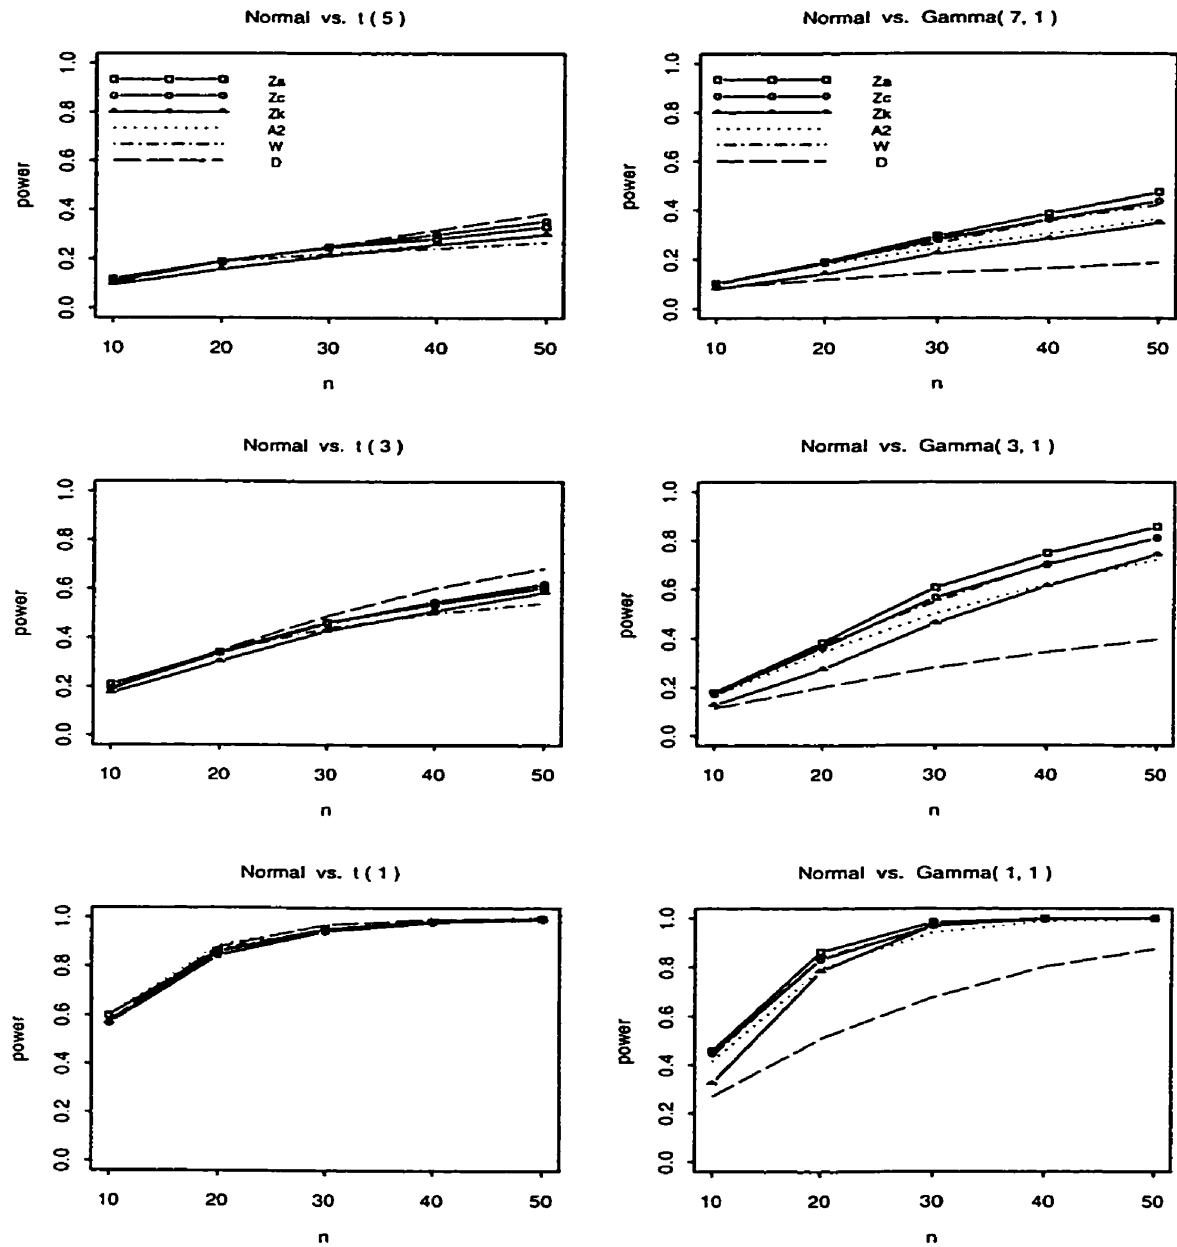 Normal vs. t ( 5 )
1.0
0.8
0.6
0.4
0.2
0.0
power
Za
Zc
Zk
A2
W
D
10 20 30 40 50
n
Normal vs. Gamma( 7, 1 )
1.0
0.8
0.6
0.4
0.2
0.0
power
Za
Zc
Zk
A2
W
D
10 20 30 40 50
n
Normal vs. t ( 3 )
1.0
0.8
0.6
0.4
0.2
0.0
power
10 20 30 40 50
n
Normal vs. Gamma( 3, 1 )
1.0
0.8
0.6
0.4
0.2
0.0
power
10 20 30 40 50
n
Normal vs. t ( 1 )
1.0
0.8
0.6
0.4
0.2
0.0
power
10 20 30 40 50
n
Normal vs. Gamma( 1, 1 )
1.0
0.8
0.6
0.4
0.2
0.0
power
10 20 30 40 50
n